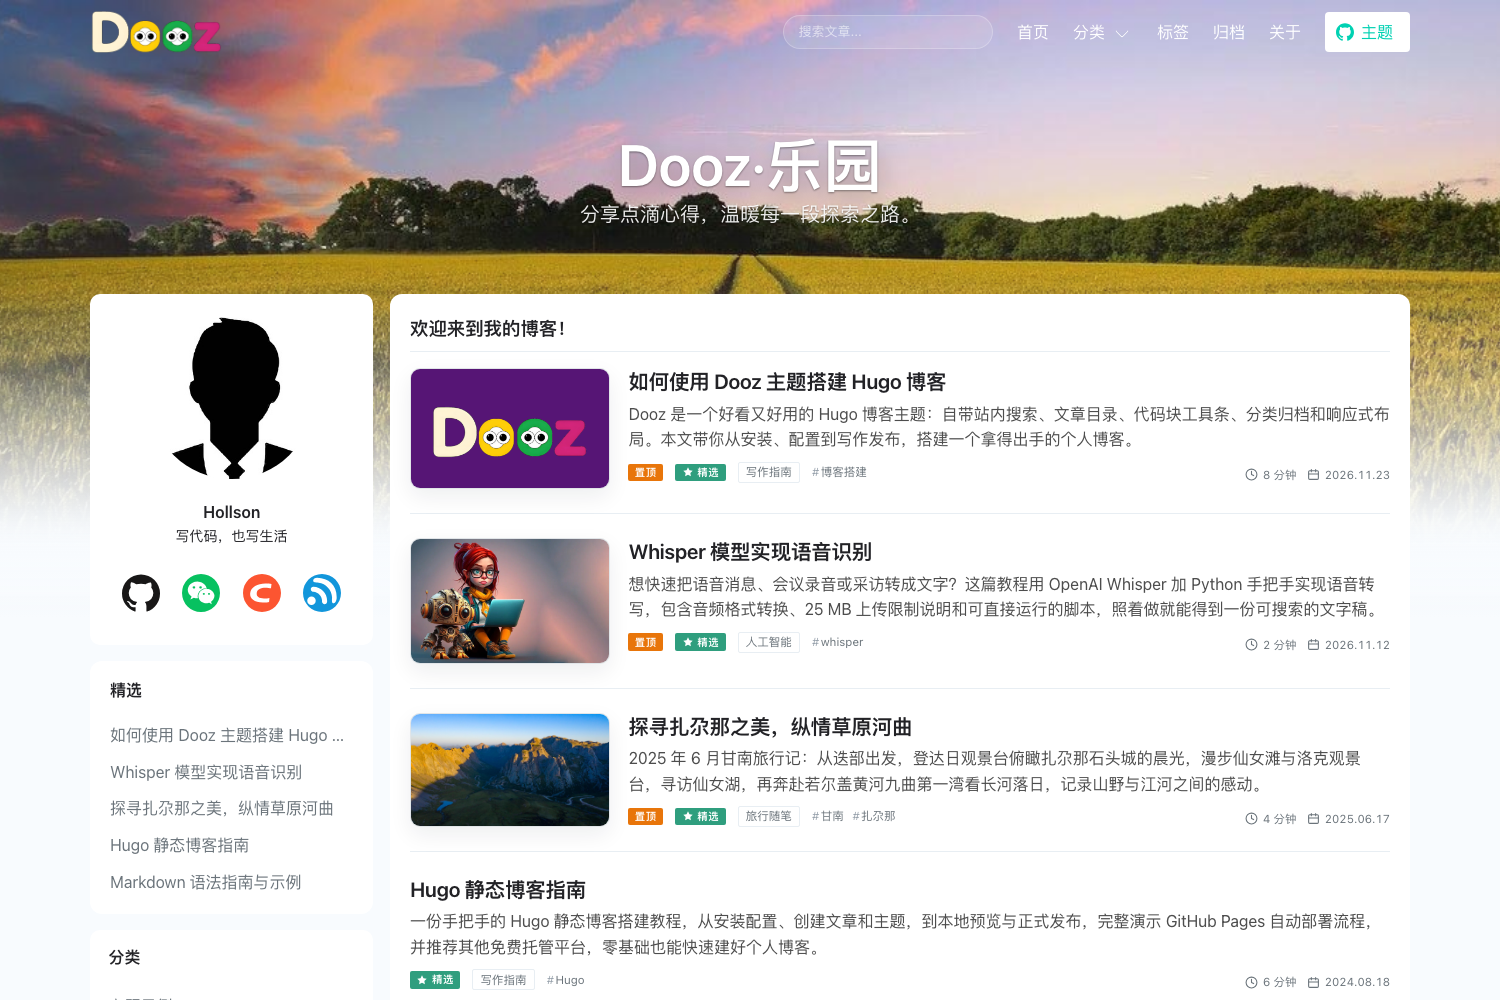 Dooz
搜索文章...
首页
分类
标签
归档
关于
主题
Dooz·乐园
分享点滴心得，温暖每一段探索之路。
Hollson
写代码，也写生活
精选
如何使用 Dooz 主题搭建 Hugo ...
Whisper 模型实现语音识别
探寻扎尕那之美，纵情草原河曲
Hugo 静态博客指南
Markdown 语法指南与示例
分类
欢迎来到我的博客！
Dooz
如何使用 Dooz 主题搭建 Hugo 博客
Dooz 是一个好看又好用的 Hugo 博客主题：自带站内搜索、文章目录、代码块工具条、分类归档和响应式布
局。本文带你从安装、配置到写作发布，搭建一个拿得出手的个人博客。
置顶 精选 写作指南 #博客搭建 8 分钟 2026.11.23
Whisper 模型实现语音识别
想快速把语音消息、会议录音或采访转成文字？这篇教程用 OpenAI Whisper 加 Python 手把手实现语音转
写，包含音频格式转换、25 MB 上传限制说明和可直接运行的脚本，照着做就能得到一份可搜索的文字稿。
置顶 精选 人工智能 #whisper 2 分钟 2026.11.12
探寻扎尕那之美，纵情草原河曲
2025 年 6 月甘南旅行记：从迭部出发，登达日观景台俯瞰扎尕那石头城的晨光，漫步仙女滩与洛克观景
台，寻访仙女湖，再奔赴若尔盖黄河九曲第一湾看长河落日，记录山野与江河之间的感动。
置顶 精选 旅行随笔 #甘南 #扎尕那 4 分钟 2025.06.17
Hugo 静态博客指南
一份手把手的 Hugo 静态博客搭建教程，从安装配置、创建文章和主题，到本地预览与正式发布，完整演示 GitHub Pages 自动部署流程，
并推荐其他免费托管平台，零基础也能快速建好个人博客。
精选 写作指南 #Hugo 6 分钟 2024.08.18